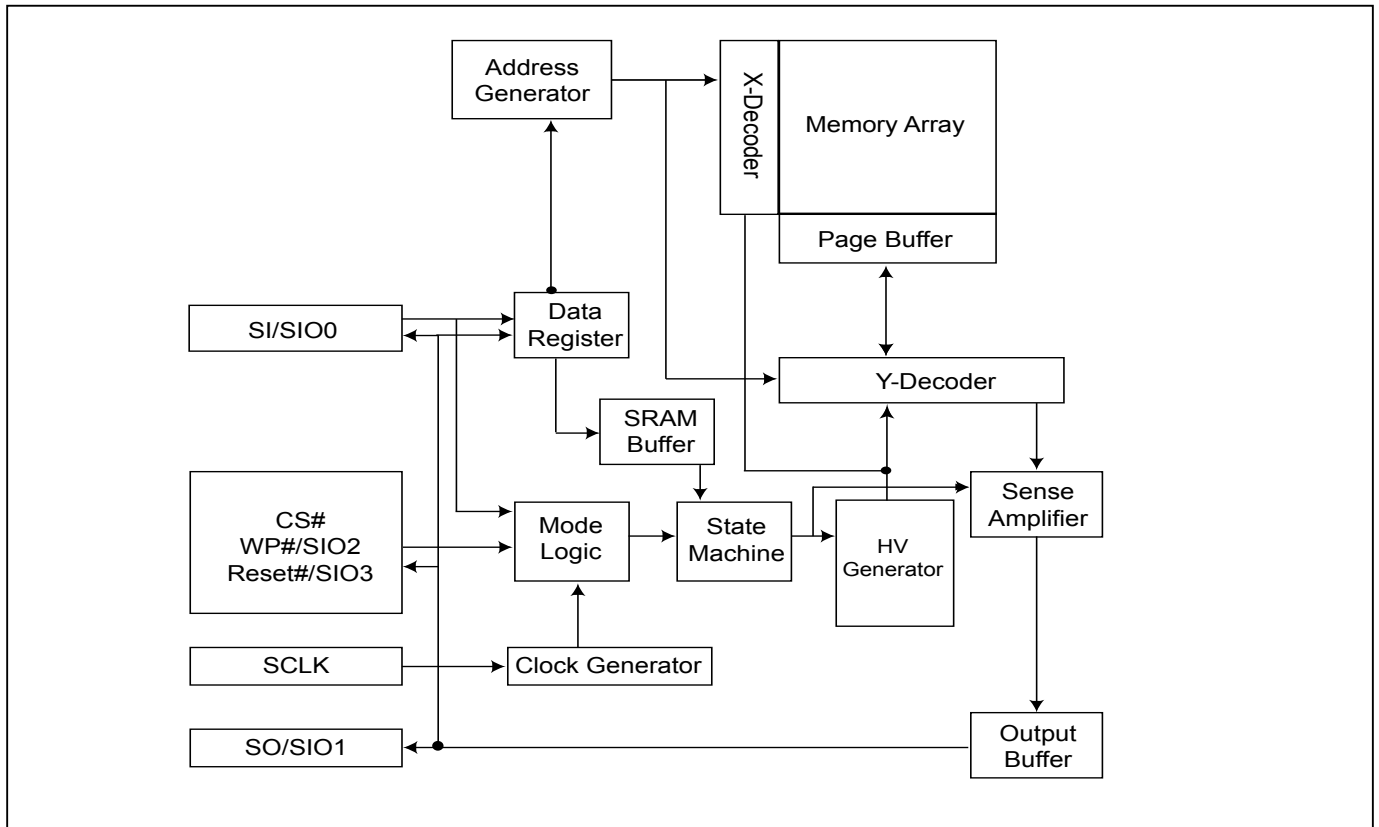 Address
Generator
X-Decoder
Memory Array
Page Buffer
SI/SIO0
Data
Register
Y-Decoder
SRAM
Buffer
CS#
WP#/SIO2
Reset#/SIO3
Mode
Logic
State
Machine
HV
Generator
Sense
Amplifier
SCLK
Clock Generator
SO/SIO1
Output
Buffer